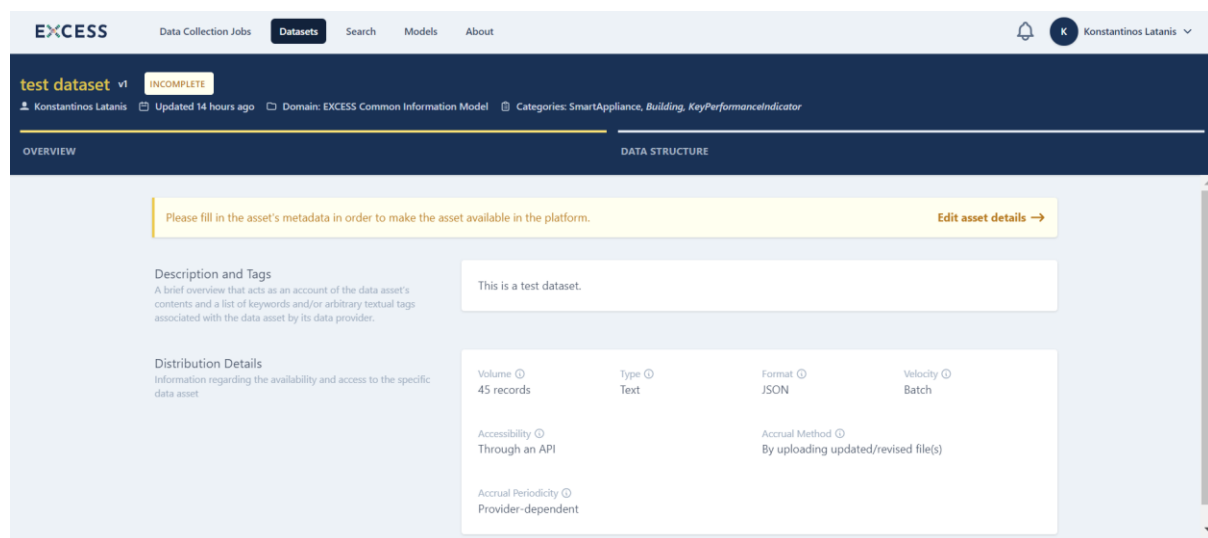 EXCESS Data Collection Jobs Datasets Search Models About K Konstantinos Latanis
test dataset v1 INCOMPLETE
Konstantinos Latanis Updated 14 hours ago Domain: EXCESS Common Information Model Categories: SmartAppliance, Building, KeyPerformanceIndicator
OVERVIEW DATA STRUCTURE
Please fill in the asset's metadata in order to make the asset available in the platform. Edit asset details →
Description and Tags
A brief overview that acts as an account of the data asset's
contents and a list of keywords and/or arbitrary textual tags
associated with the data asset by its data provider.
This is a test dataset.
Distribution Details
Information regarding the availability and access to the specific
data asset
Volume Type Format Velocity
45 records Text JSON Batch
Accessibility Accrual Method
Through an API By uploading updated/revised file(s)
Accrual Periodicity
Provider-dependent